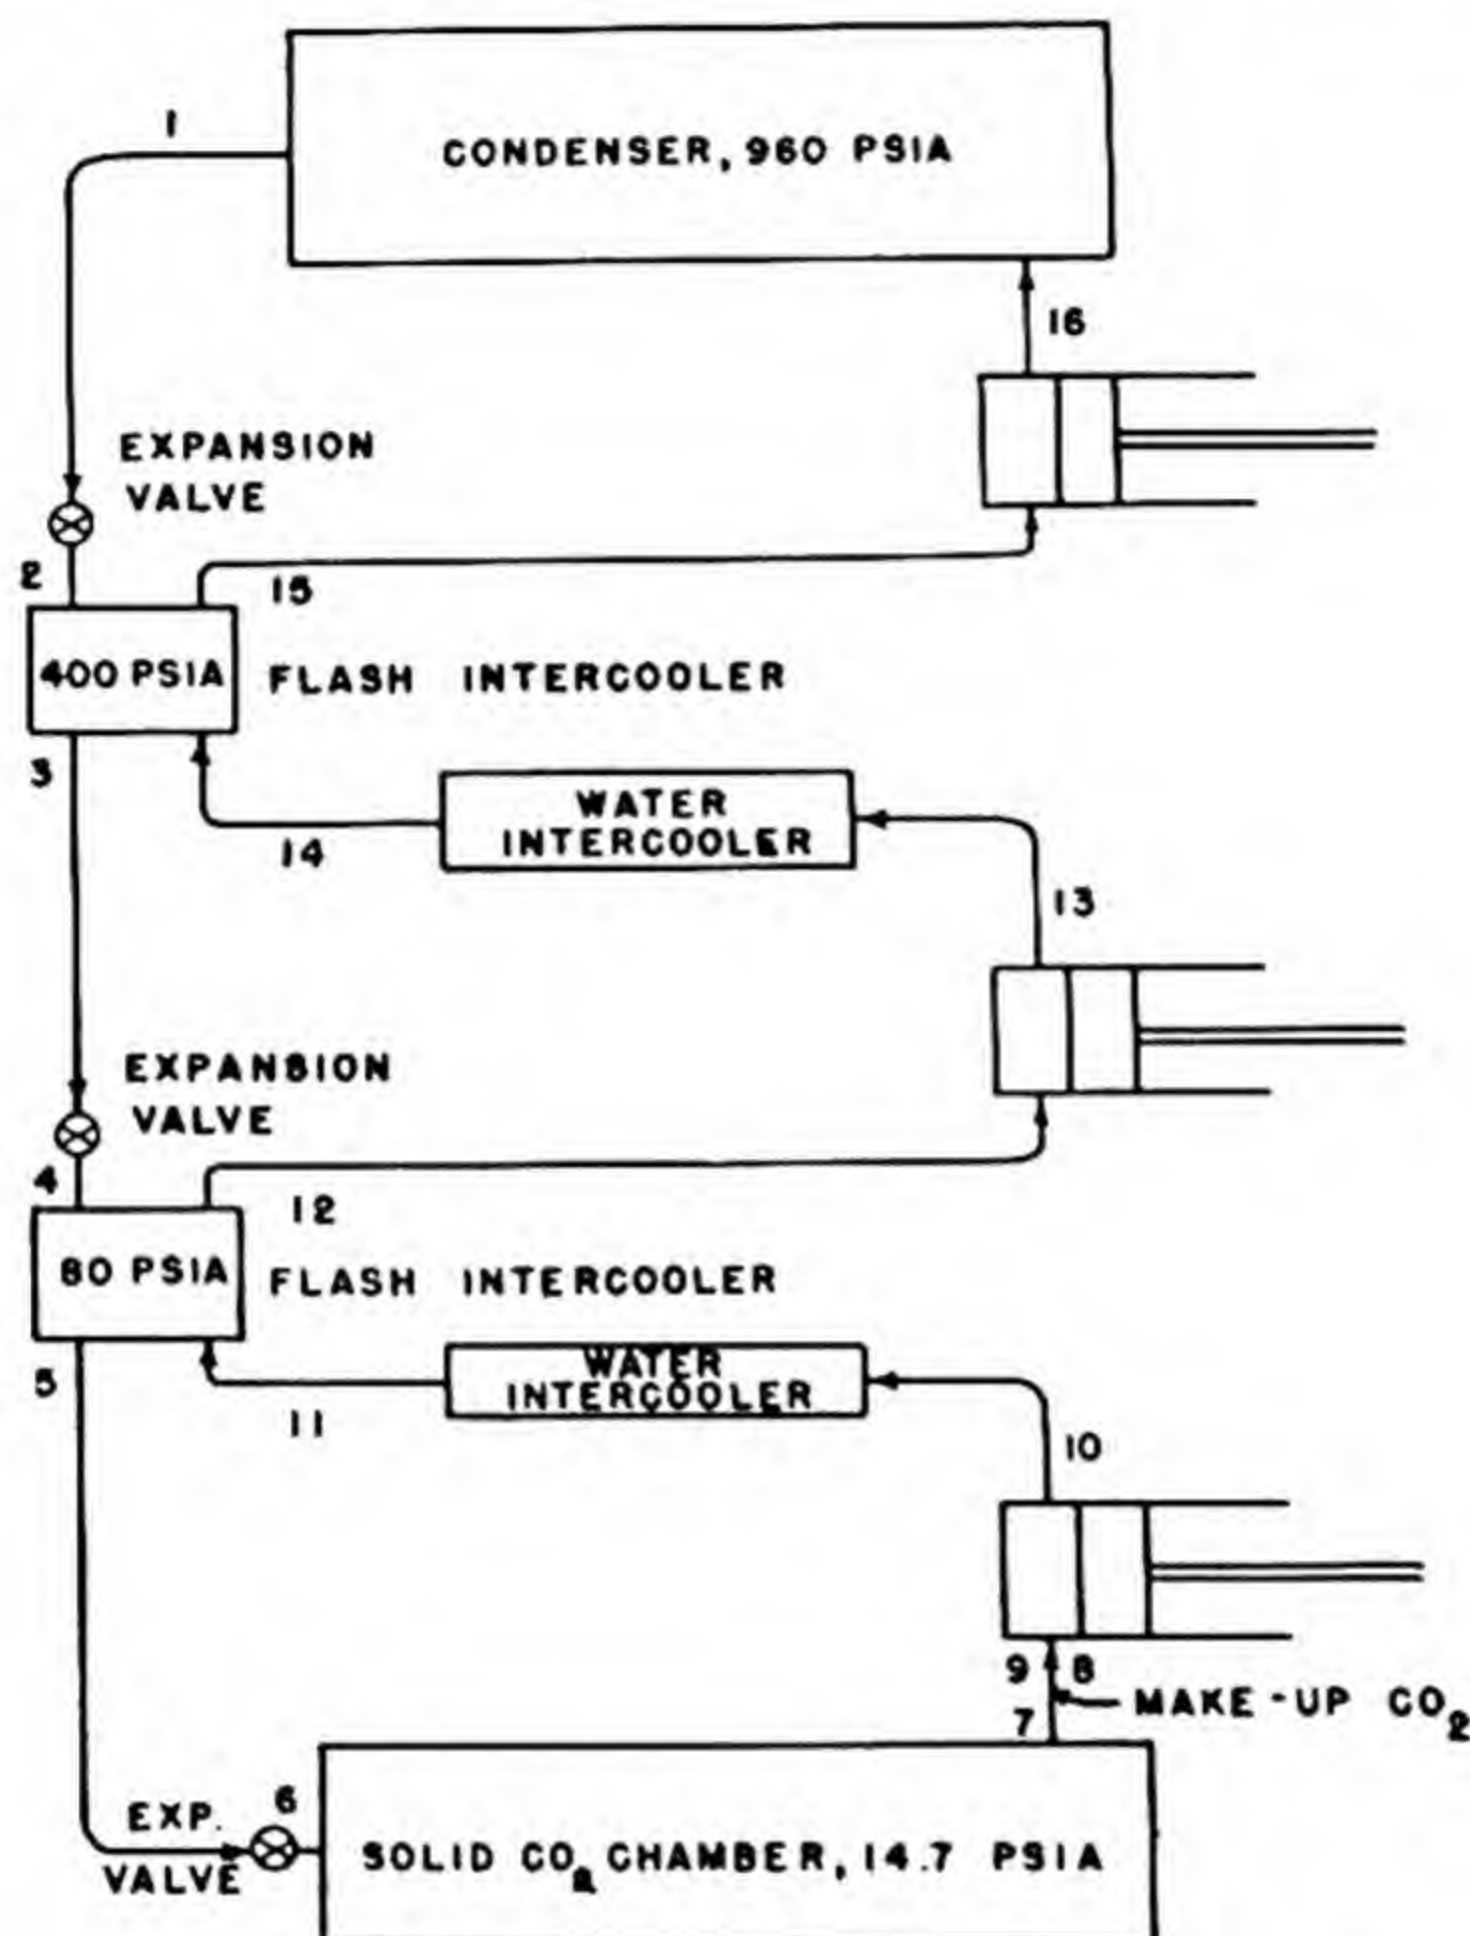 1
CONDENSER, 960 PSIA
16
EXPANSION
VALVE
2
15
400 PSIA
FLASH INTERCOOLER
3
WATER
INTERCOOLER
14
13
EXPANSION
VALVE
4
12
80 PSIA
FLASH INTERCOOLER
5
WATER
INTERCOOLER
11
10
9 8
MAKE-UP CO2
7
6
EXP.
VALVE
SOLID CO2 CHAMBER, 14.7 PSIA